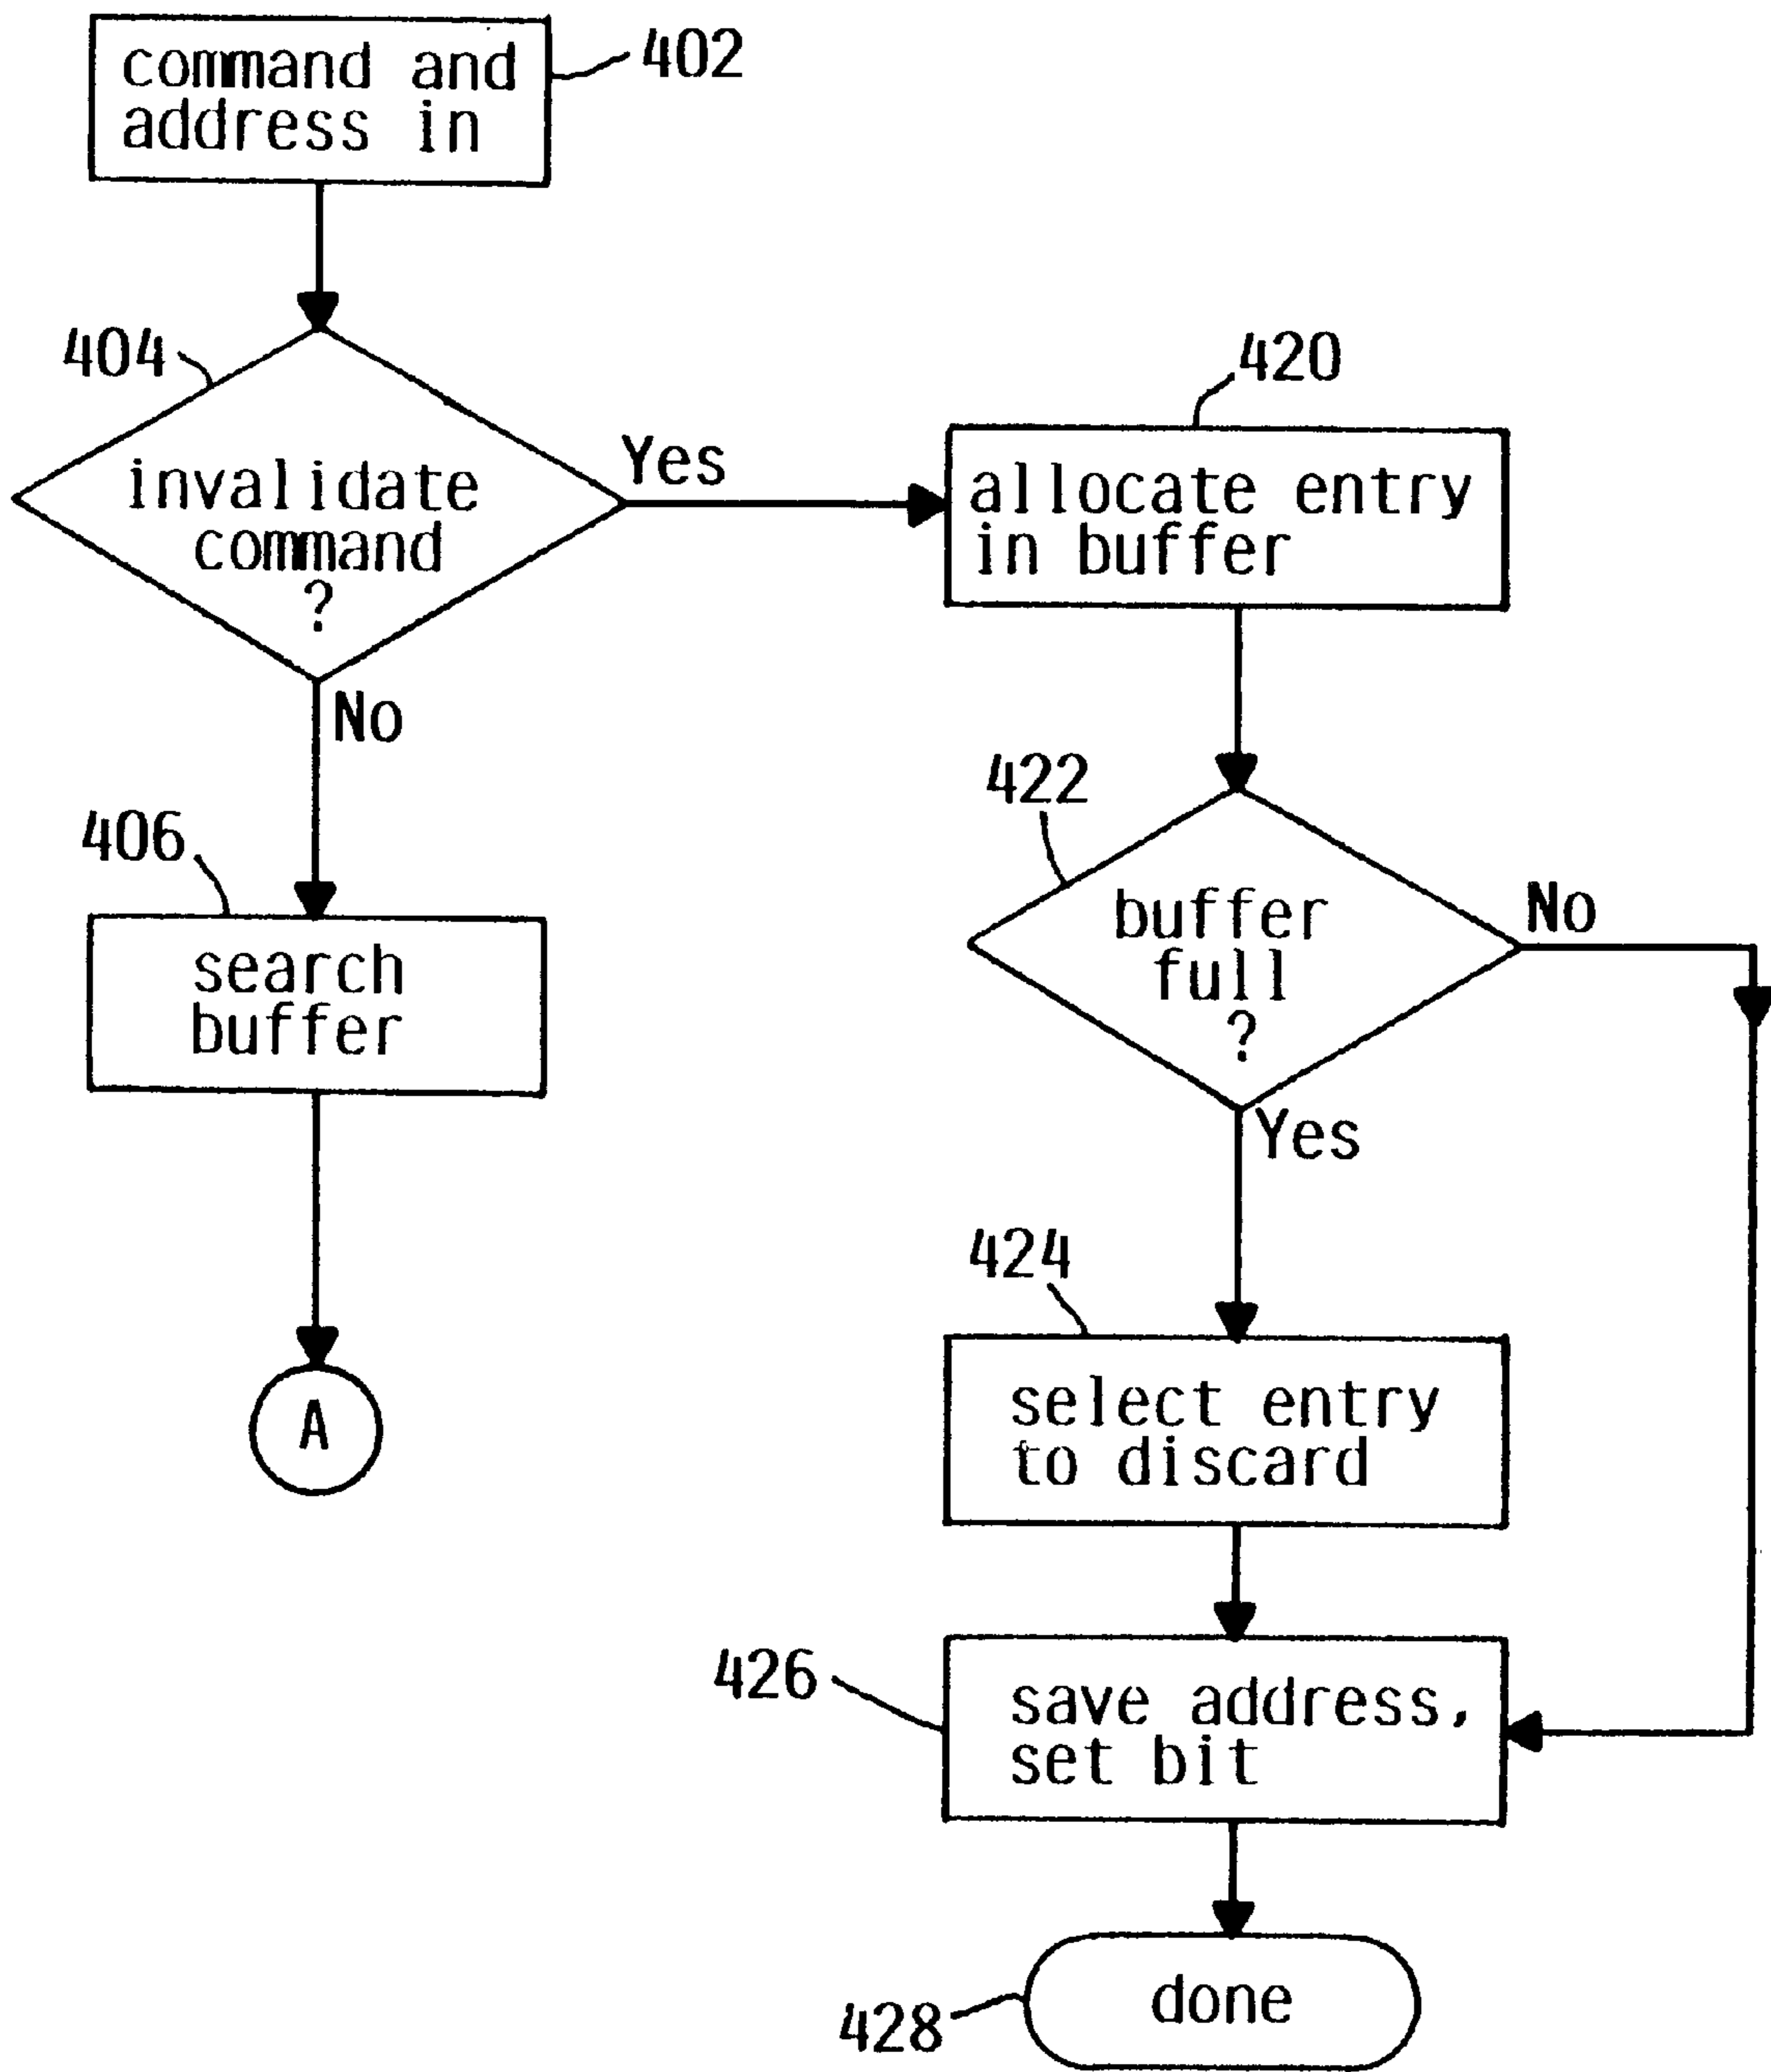 command and
address in
402
404
invalidate
command
?
Yes
No
420
allocate entry
in buffer
406
search
buffer
A
422
buffer
full
?
No
Yes
424
select entry
to discard
426
save address,
set bit
428
done